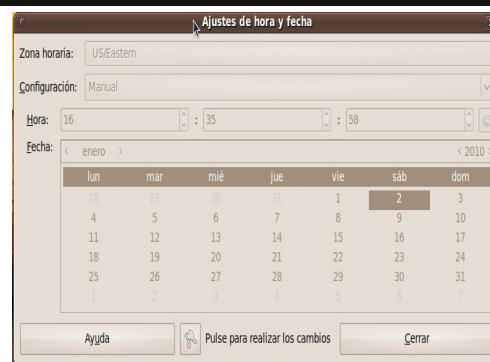 Ajustes de hora y fecha
Zona horaria: US/Eastern
Configuración: Manual
Hora: 16 : 35 : 58
Fecha: < enero > < 2010 >
lun mar mié jue vie sáb dom
28 29 30 31 1 2 3
4 5 6 7 8 9 10
11 12 13 14 15 16 17
18 19 20 21 22 23 24
25 26 27 28 29 30 31
1 2 3 4 5 6 7
Ayuda Pulse para realizar los cambios Cerrar